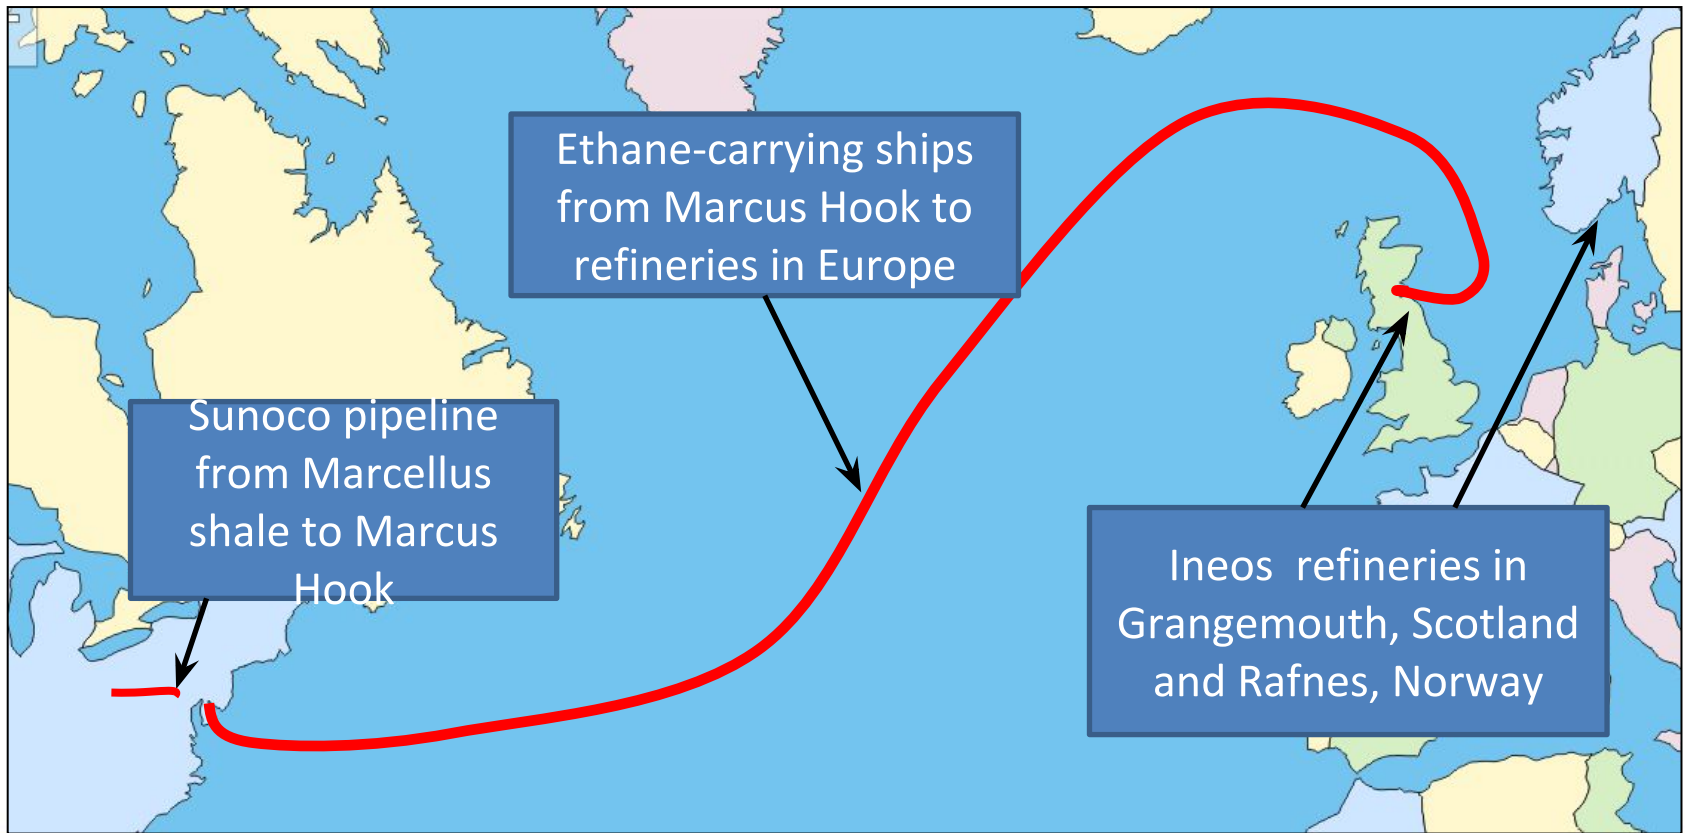 Ethane-carrying ships
from Marcus Hook to
refineries in Europe
Sunoco pipeline
from Marcellus
shale to Marcus
Hook
Ineos  refineries in
Grangemouth, Scotland
and Rafnes, Norway